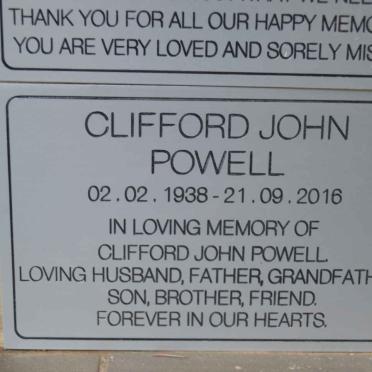 THANK YOU FOR ALL OUR HAPPY
YOU ARE VERY LOVED AND SORELY
CLIFFORD JOHN
POWELL
02.02.1938-21.09.2016
IN LOVING MEMORY OF
CLIFFORD JOHN POWELL.
LOVING HUSBAND, FATHER,
SON, BROTHER, FRIEND.
FOREVER IN OUR HEARTS.